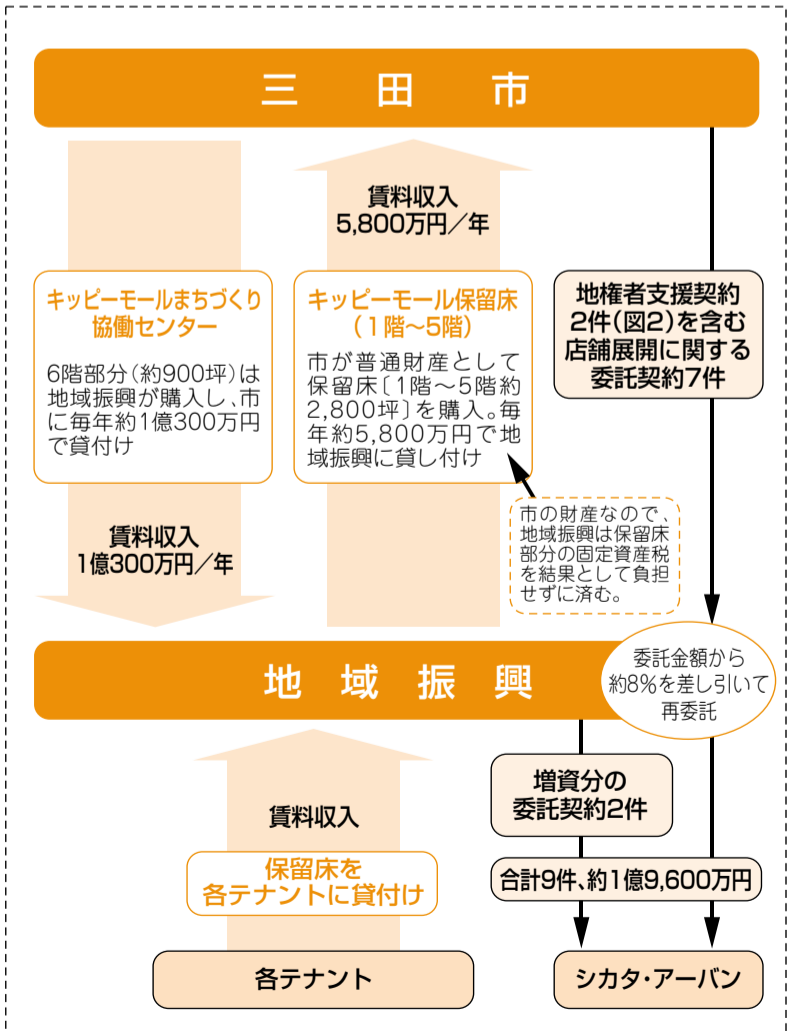 三田市
賃料収入
5,800万円／年
キッピーモールまちづくり
協働センター
6階部分(約900坪)は
地域振興が購入し、市
に毎年約1億300万円
で貸付け
キッピーモール保留床
(1階〜5階)
市が普通財産として
保留床〔1階〜5階約
2,800坪〕を購入。毎
年約5,800万円で地
域振興に貸し付け
地権者支援契約
2件(図2)を含む
店舗展開に関する
委託契約7件
賃料収入
1億300万円／年
市の財産なので、
地域振興は保留床
部分の固定資産税
を結果として負担
せずに済む。
地域振興
委託金額から
約8%を差し引いて
再委託
増資分の
委託契約2件
賃料収入
保留床を
各テナントに貸付け
合計9件、約1億9,600万円
各テナント
シカタ・アーバン